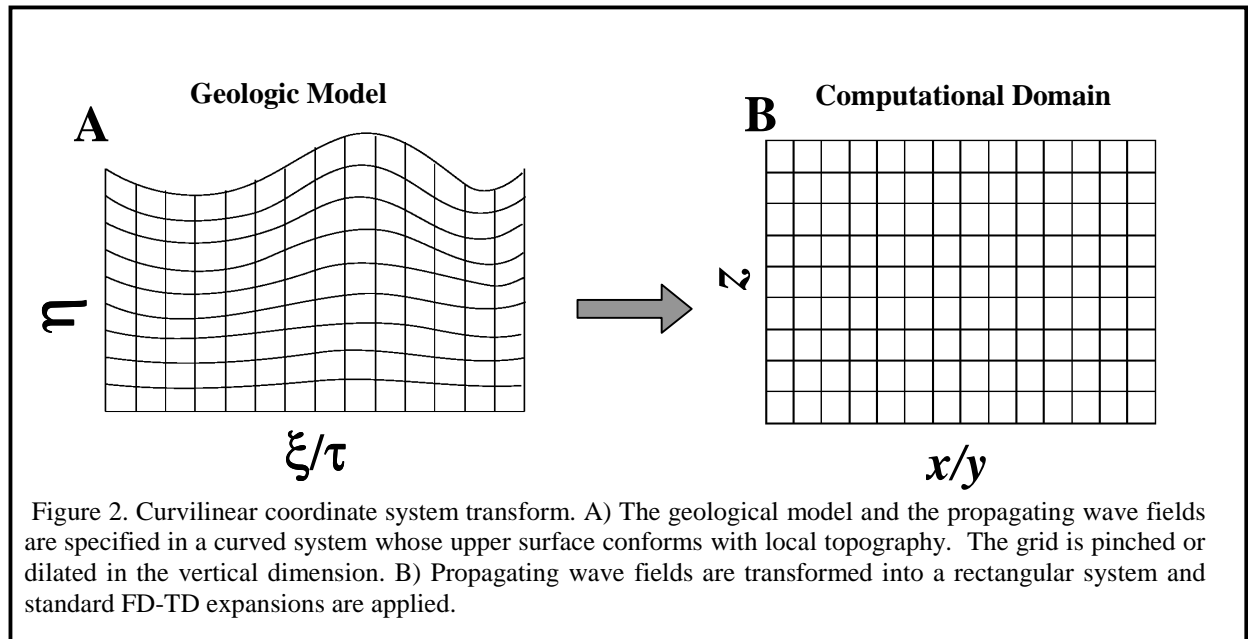 Geologic Model
Computational Domain
A
B
η
z
ξ/τ
x/y
Figure 2. Curvilinear coordinate system transform. A) The geological model and the propagating wave fields
are specified in a curved system whose upper surface conforms with local topography. The grid is pinched or
dilated in the vertical dimension. B) Propagating wave fields are transformed into a rectangular system and
standard FD-TD expansions are applied.